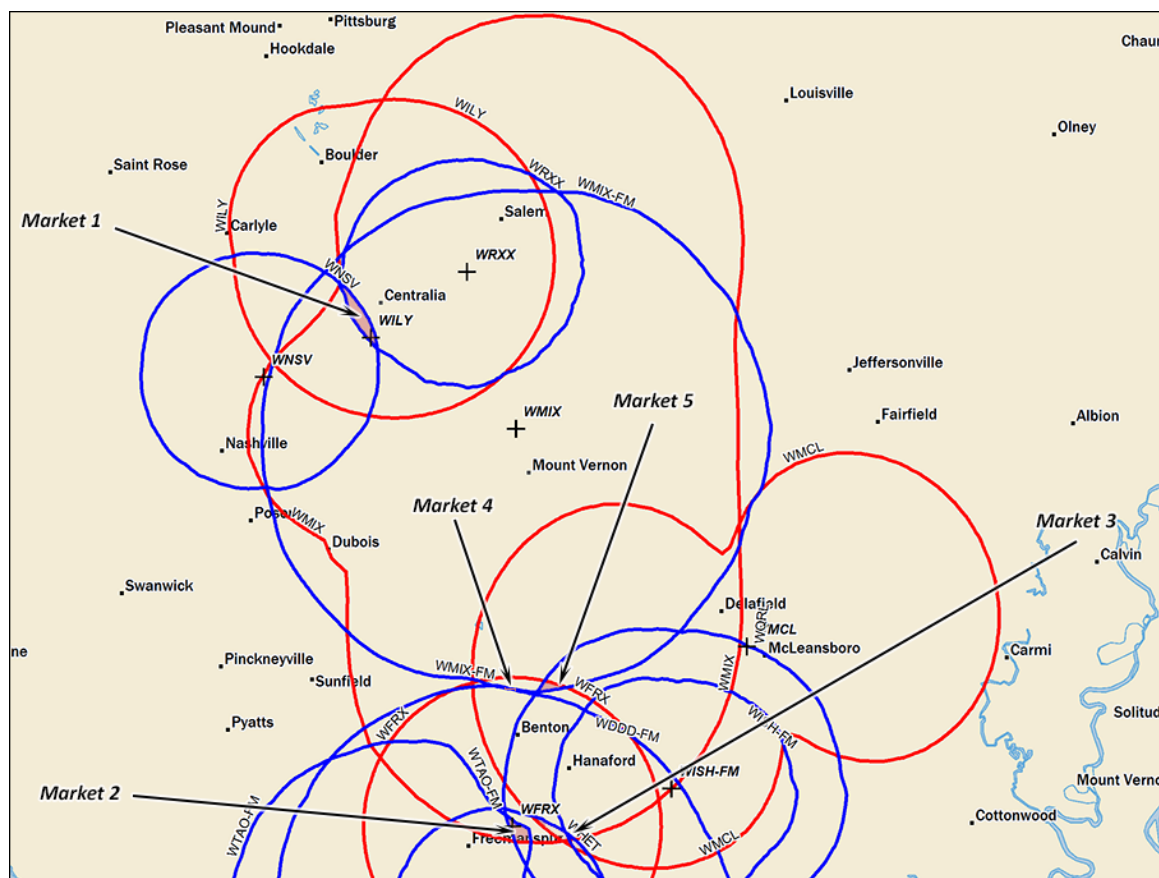 Pleasant Mound
Pittsburg
Hookdale
Chau
Louisville
WILY
Olney
Boulder
Saint Rose
WRXX
WMIX-FM
WILY
Carlyle
Salem
Market 1
WRXX
WNSV
Centralia
WILY
WNSV
Jeffersonville
Market 5
WMIX
Fairfield
Albion
Nashville
Mount Vernon
WMCL
Market 4
Market 3
WMIX
Dubois
Calvin
Swanwick
Delafield
MCL
ne
McLeansboro
Carmi
Pinckneyville
WMIX-FM
WMIX
Sunfield
WFRX
Solitud
Pyatts
WFRX
Benton
WDDD-FM
Hanaford
WTAO-FM
WISH-FM
Mount Verno
Market 2
WTAO-FM
WFRX
Cottonwood
WMCL